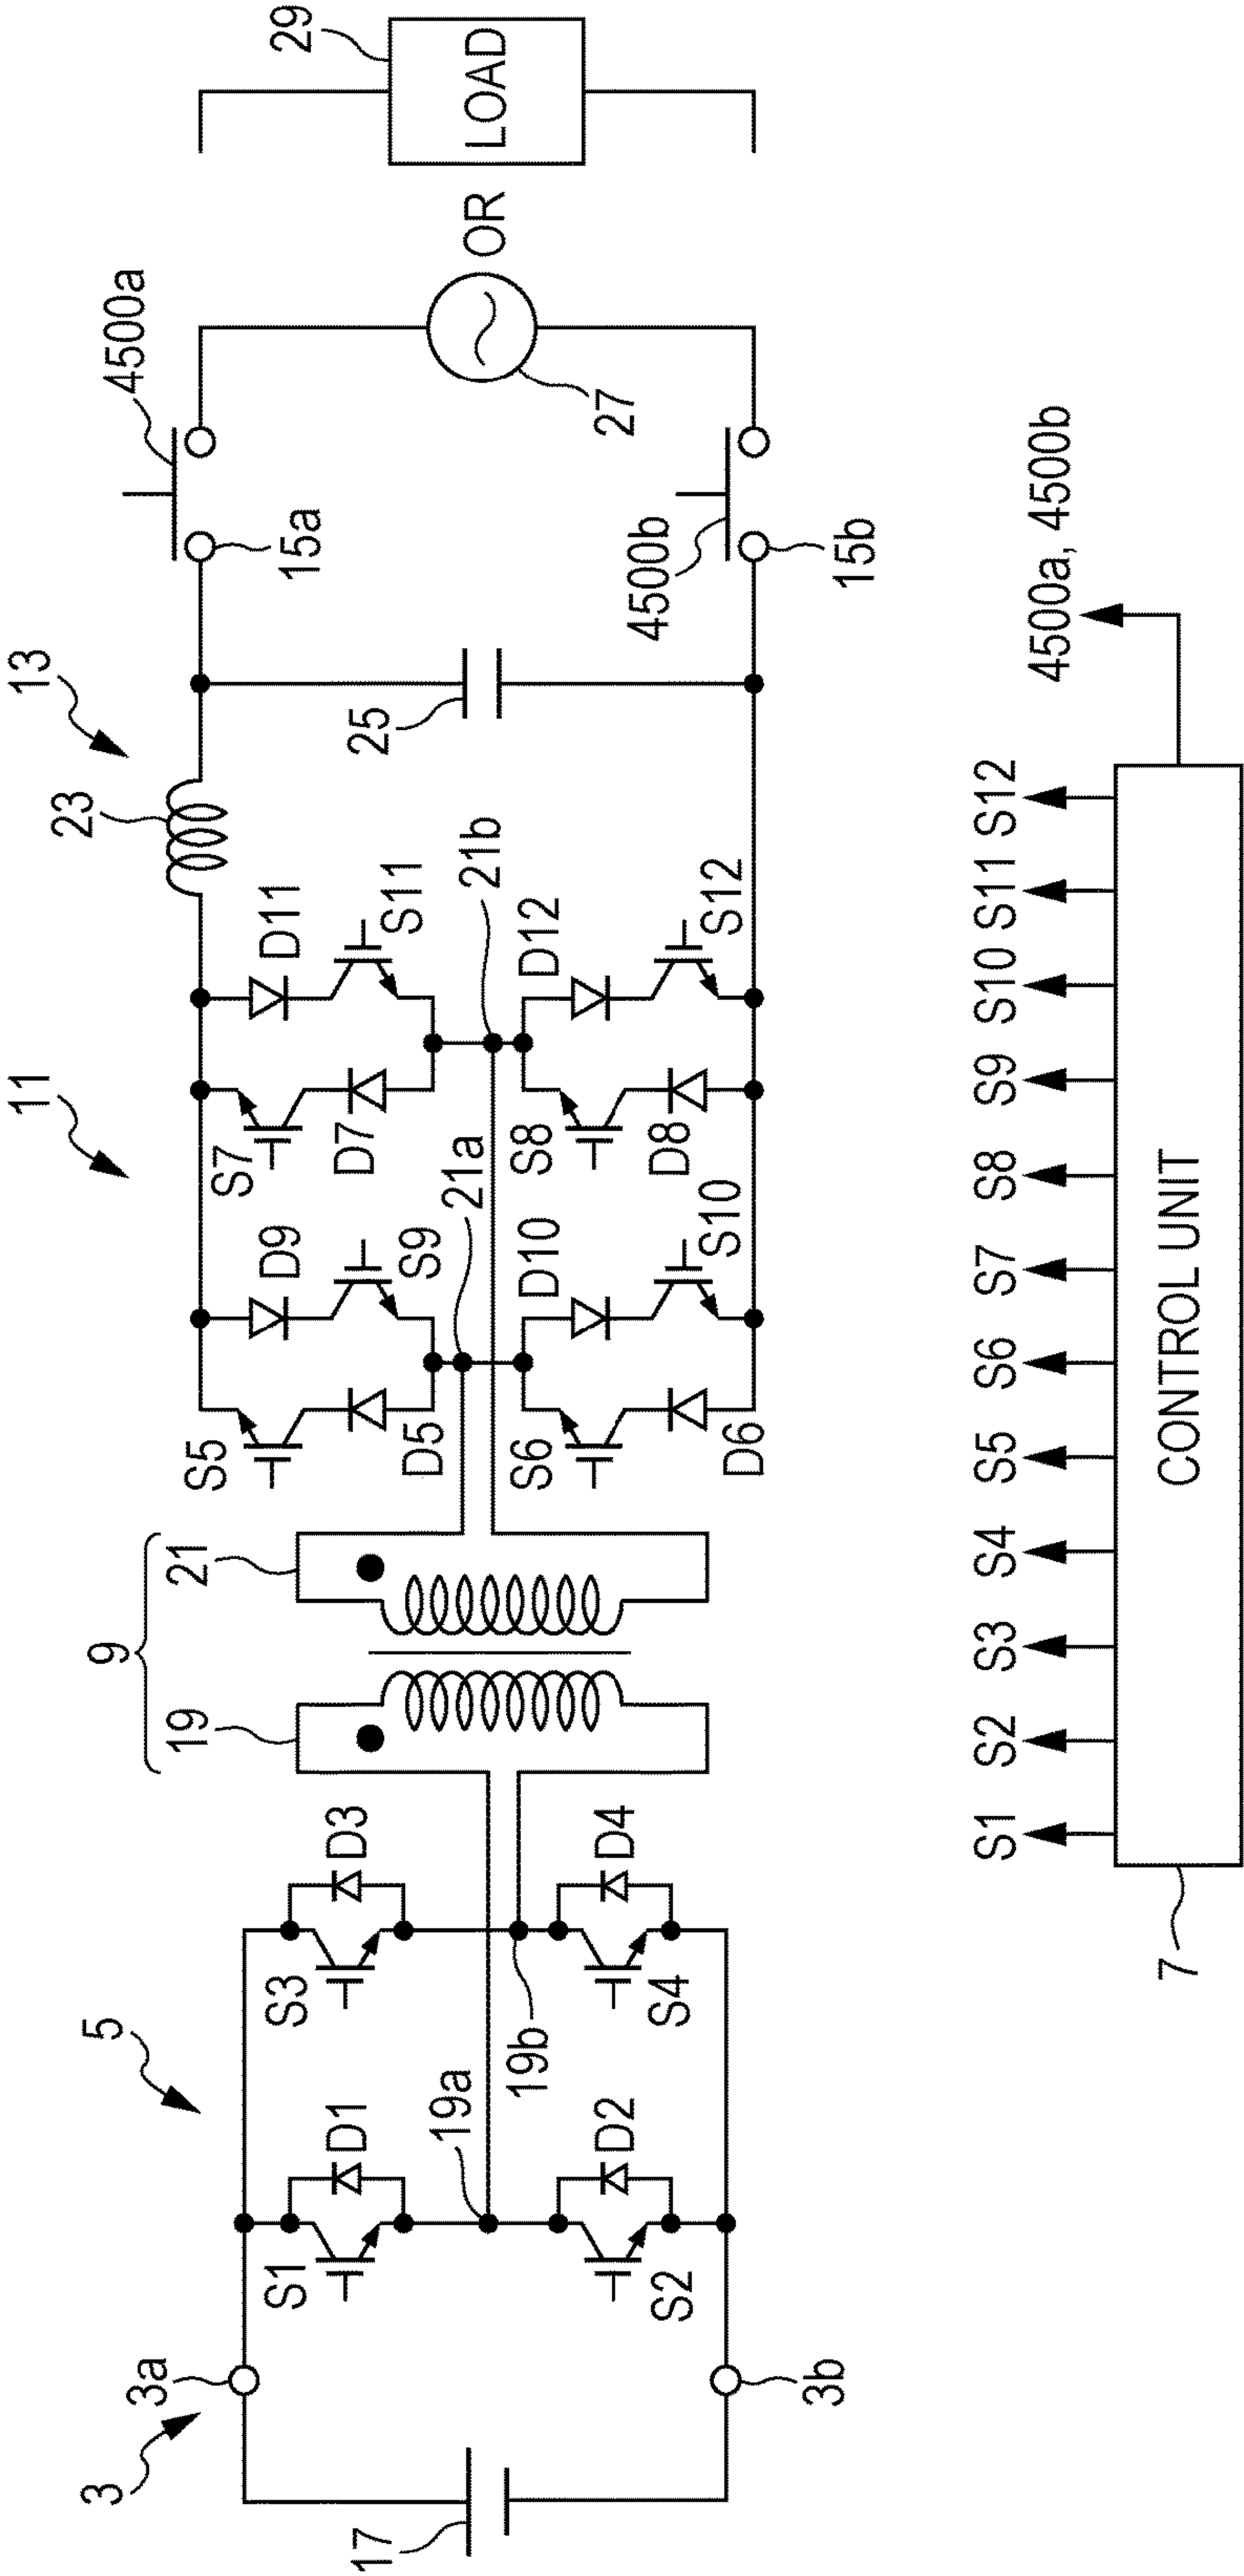 13
11
9
5
3
4500a
23
21
19
3a
29
LOAD
15a
D11
S11
S7
D7
D9
S9
S5
D5
D3
S3
D1
S1
OR
27
25
21b
21a
19a
19b
17
4500b
15b
D12
S12
S8
D8
D10
S10
S6
D6
D4
S4
D2
S2
3b
4500a, 4500b
S1
S2
S3
S4
S5
S6
S7
S8
S9
S10
S11
S12
CONTROL UNIT
7